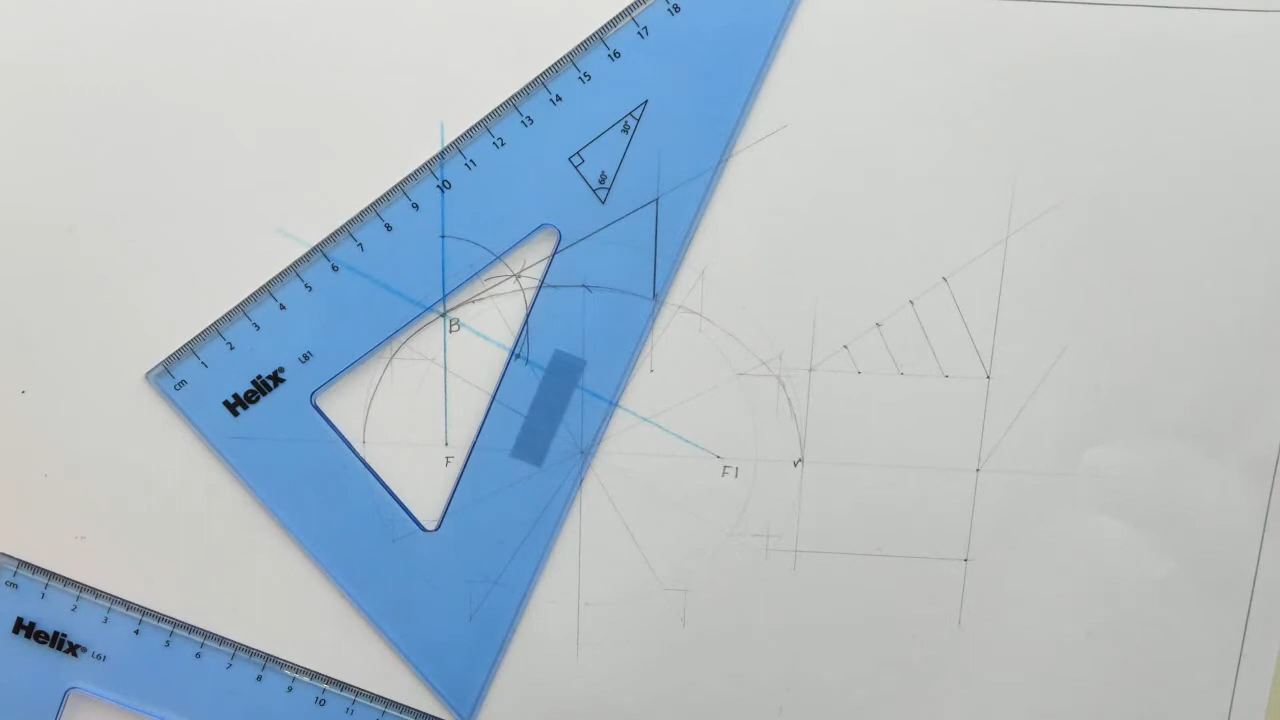 cm 1 2 3 4 5 6 7 8 9 10 11 12 13 14 15 16 17 18
30°
60°
Helix® L81
B
F
F1
cm 1 2 3 4 5 6 7 8 9 10 11
Helix® L61